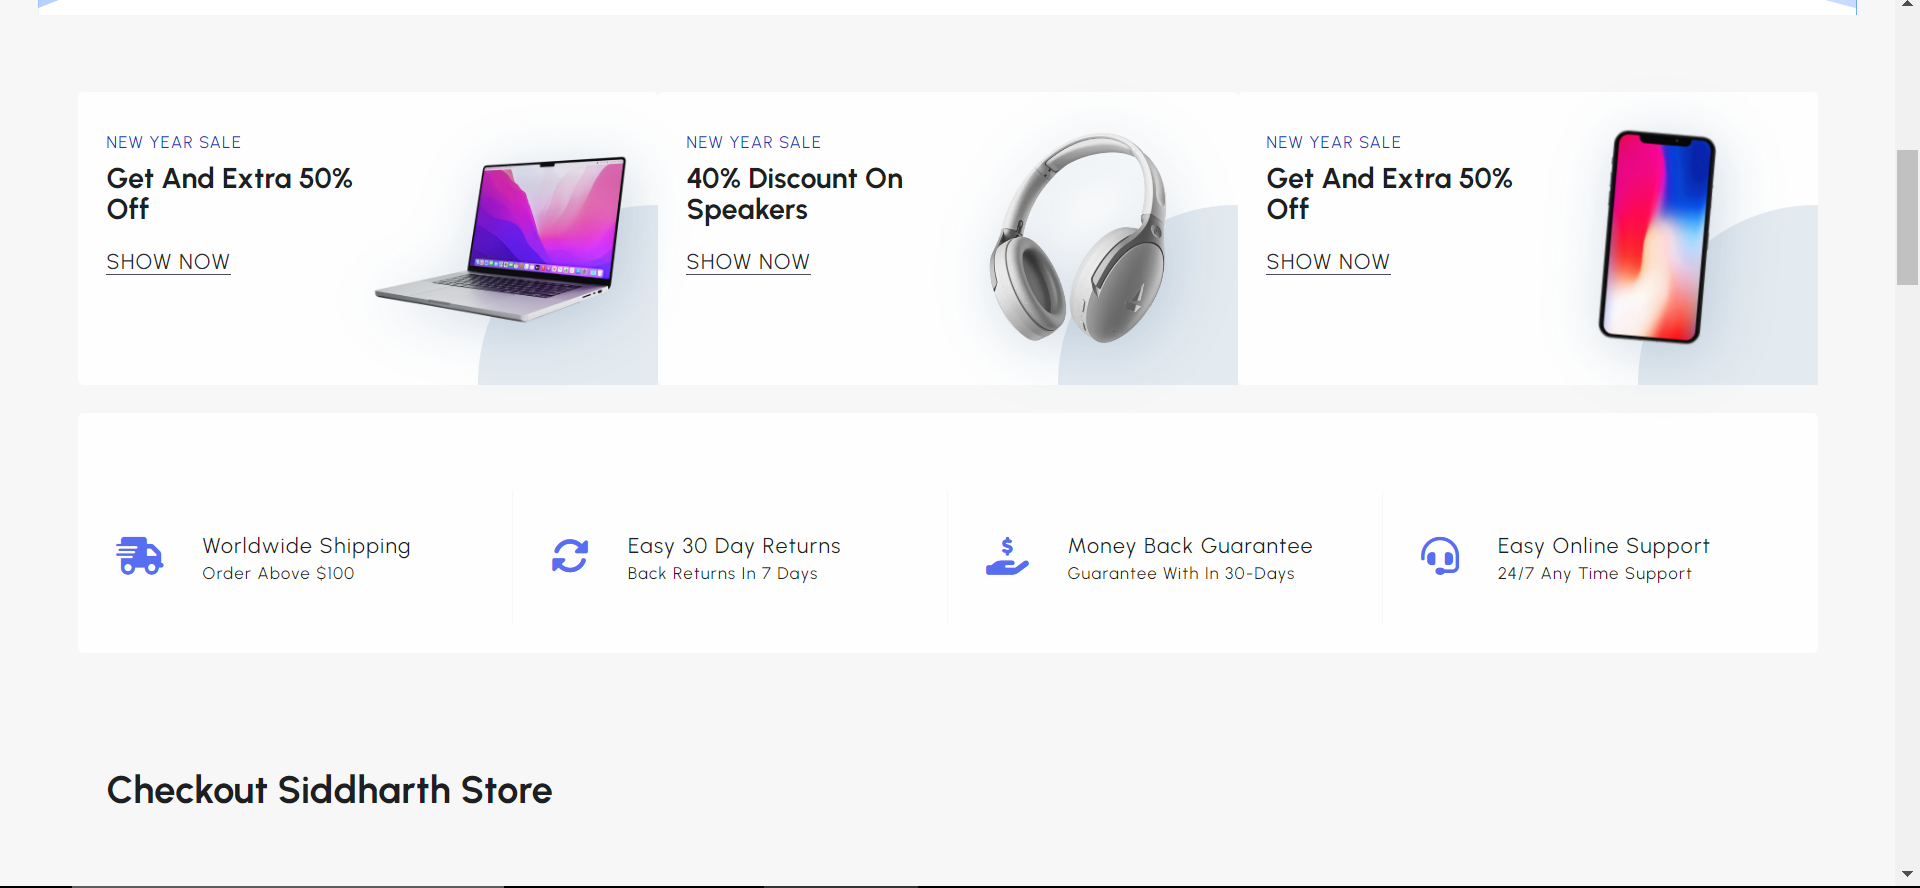 NEW YEAR SALE
Get And Extra 50%
Off
SHOW NOW
NEW YEAR SALE
40% Discount On
Speakers
SHOW NOW
NEW YEAR SALE
Get And Extra 50%
Off
SHOW NOW
Worldwide Shipping
Order Above $100
Easy 30 Day Returns
Back Returns In 7 Days
Money Back Guarantee
Guarantee With In 30-Days
Easy Online Support
24/7 Any Time Support
Checkout Siddharth Store